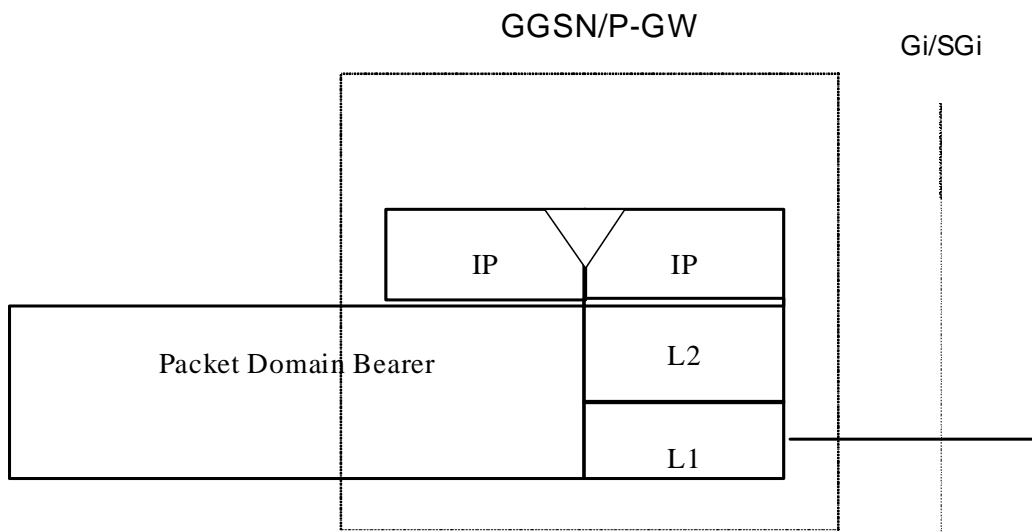 GGSN/P-GW
Gi/SGi
IP
IP
Packet Domain Bearer
L2
L1